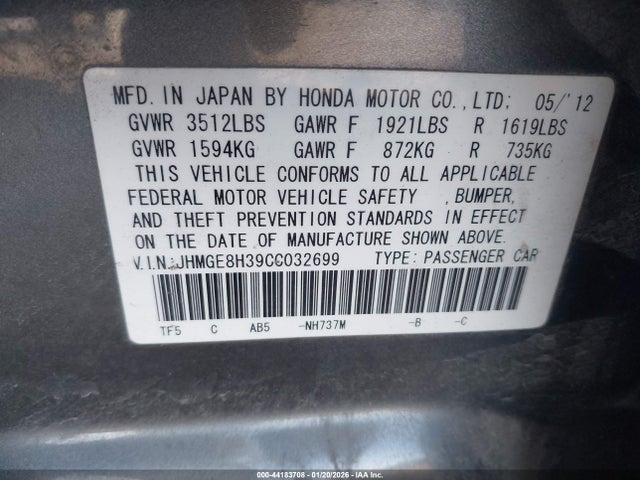 MFD. IN JAPAN BY HONDA MOTOR CO.,LTD: 05/'12
GVWR 3512LBS GAWR F 1921LBS R 1619LBS
GVWR 1594KG GAWR F 872KG R 735KG
THIS VEHICLE CONFORMS TO ALL APPLICABLE
FEDERAL MOTOR VEHICLE SAFETY , BUMPER,
AND THEFT PREVENTION STANDARDS IN EFFECT
ON THE DATE OF MANUFACTURE SHOWN ABOVE.
V.I.N.:JHMGE8H39CC032699 TYPE: PASSENGER CAR
TF5 C AB5 -NH737M -B -C
000-44183708 - 01/20/2026 - IAA Inc.